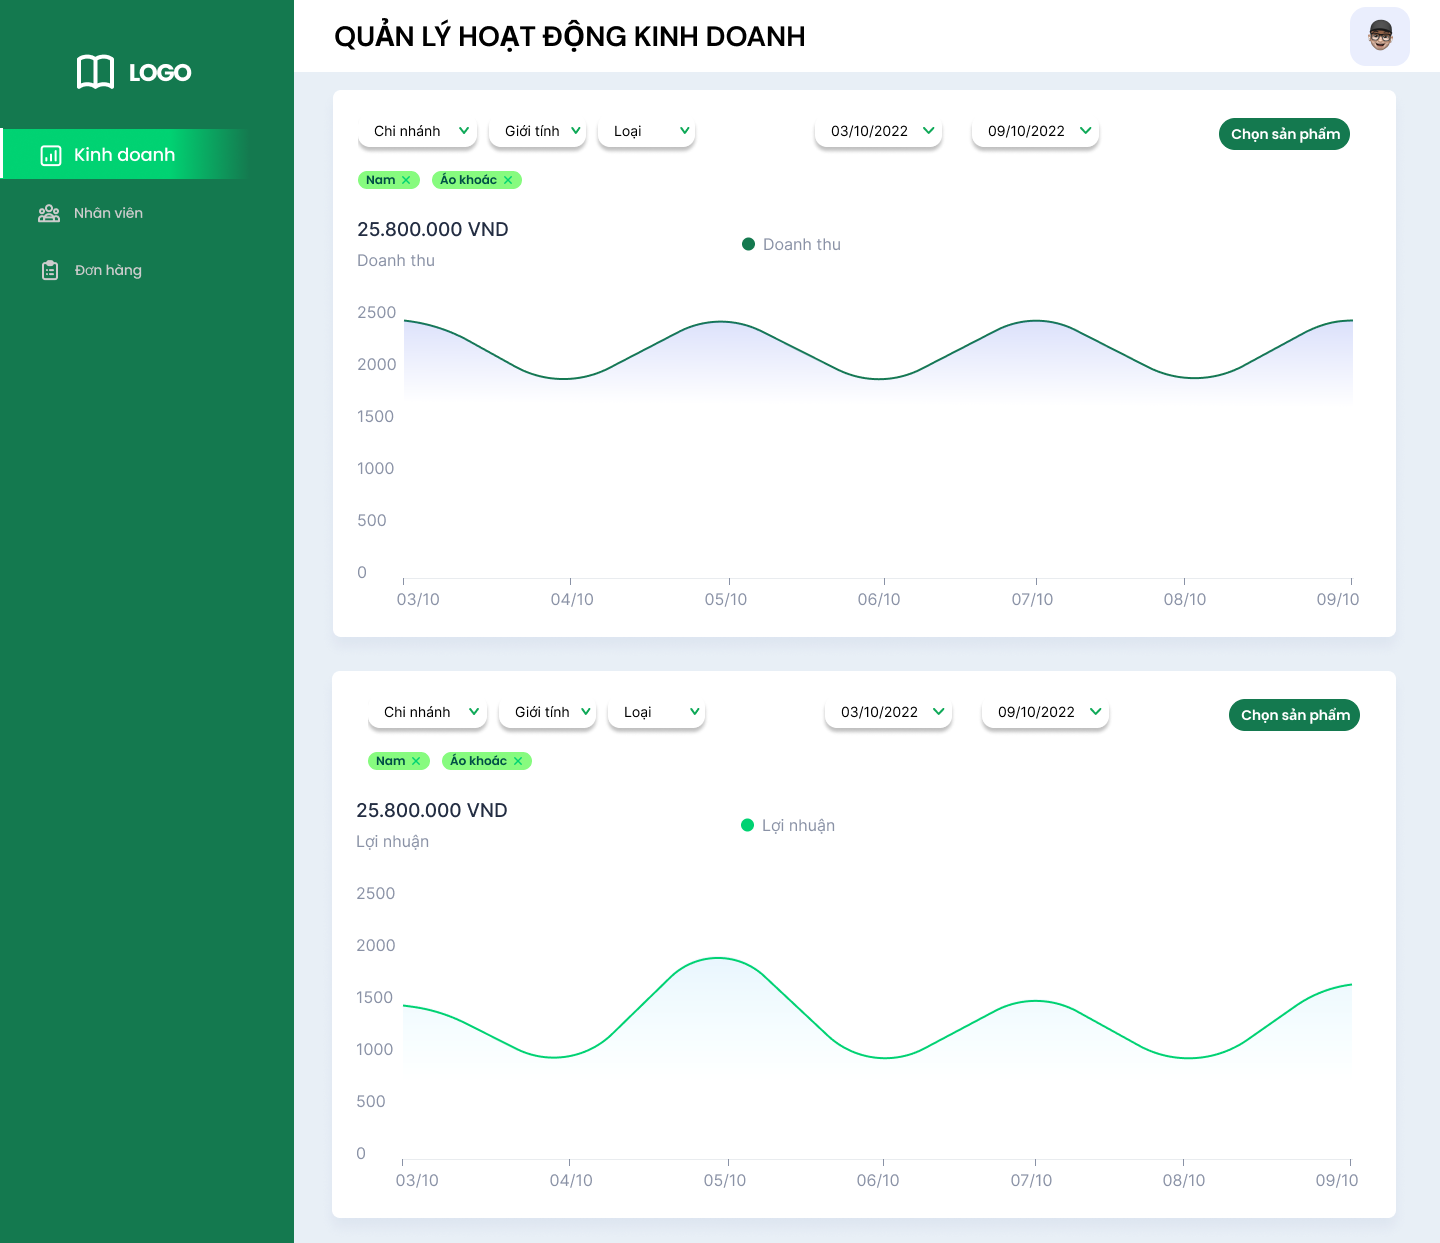 LOGO
Kinh doanh
Nhân viên
Đơn hàng
QUẢN LÝ HOẠT ĐỘNG KINH DOANH
Chi nhánh Giới tính Loại 03/10/2022 09/10/2022 Chọn sản phẩm
Nam Áo khoác
25.800.000 VND
Doanh thu
Doanh thu
2500
2000
1500
1000
500
0
03/10 04/10 05/10 06/10 07/10 08/10 09/10
Chi nhánh Giới tính Loại 03/10/2022 09/10/2022 Chọn sản phẩm
Nam Áo khoác
25.800.000 VND
Lợi nhuận
Lợi nhuận
2500
2000
1500
1000
500
0
03/10 04/10 05/10 06/10 07/10 08/10 09/10